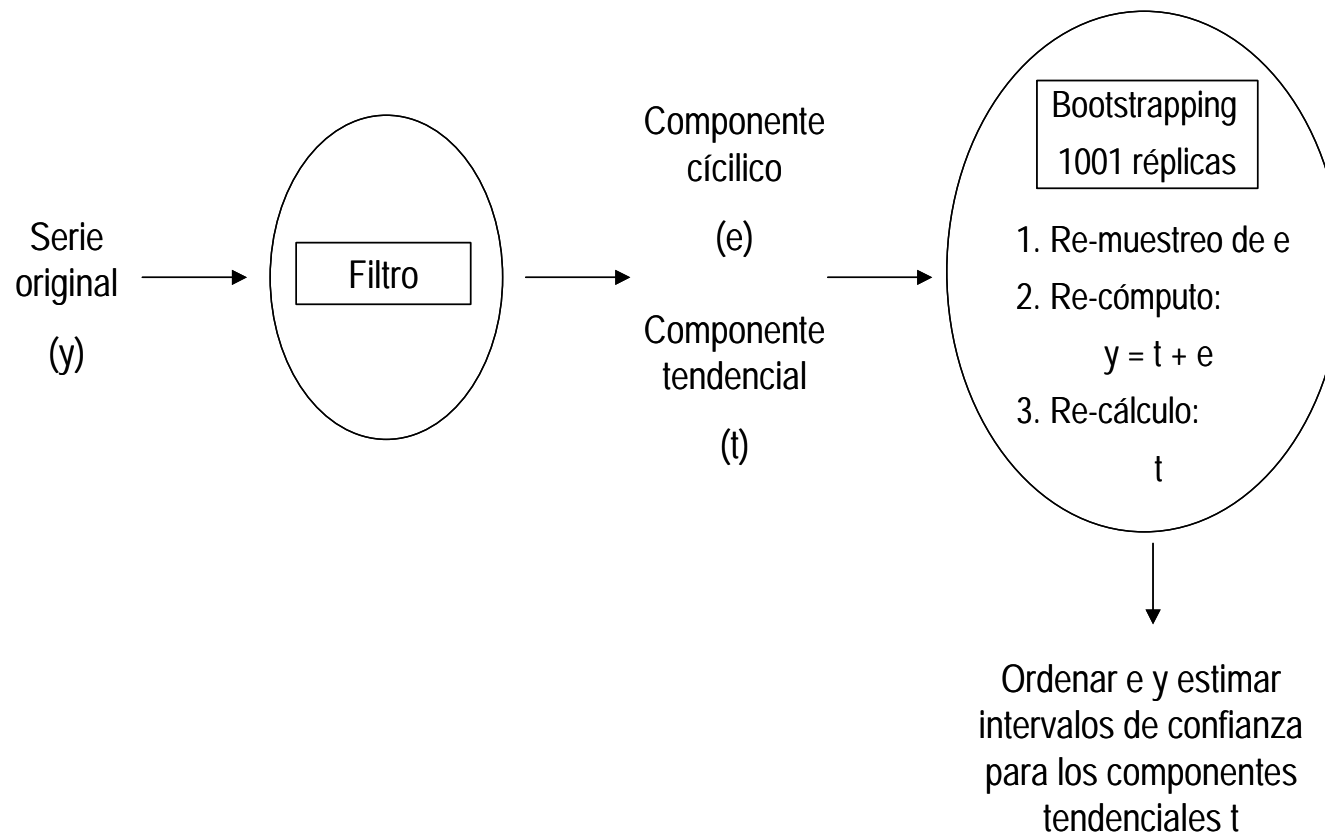 Serie
original
(y)
Filtro
Componente
cícilico
(e)
Componente
tendencial
(t)
Bootstrapping
1001 réplicas
1. Re-muestreo de e
2. Re-cómputo:
y = t + e
3. Re-cálculo:
t
Ordenar e y estimar
intervalos de confianza
para los componentes
tendenciales t